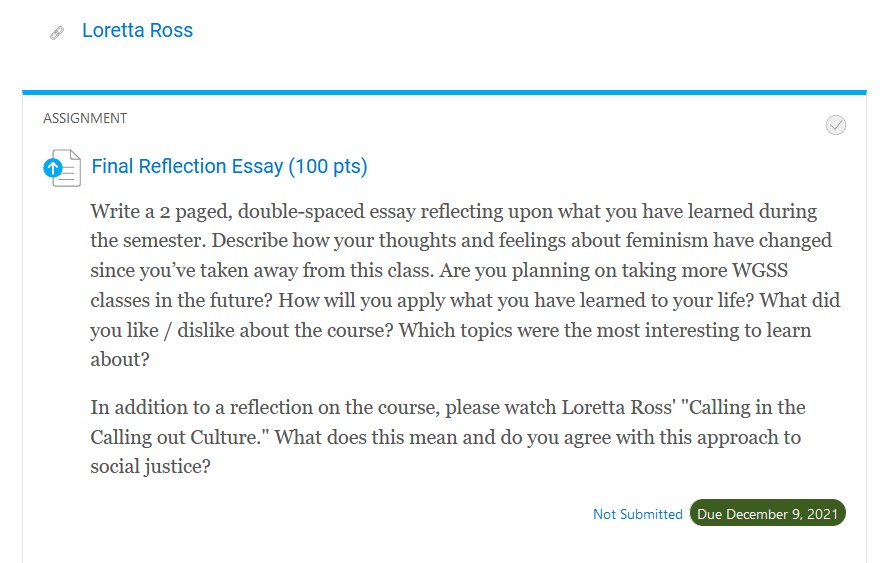 Loretta Ross
ASSIGNMENT
Final Reflection Essay (100 pts)
Write a 2 paged, double-spaced essay reflecting upon what you have learned during
the semester. Describe how your thoughts and feelings about feminism have changed
since you’ve taken away from this class. Are you planning on taking more WGSS
classes in the future? How will you apply what you have learned to your life? What did
you like / dislike about the course? Which topics were the most interesting to learn
about?
In addition to a reflection on the course, please watch Loretta Ross' "Calling in the
Calling out Culture." What does this mean and do you agree with this approach to
social justice?
Not Submitted Due December 9, 2021